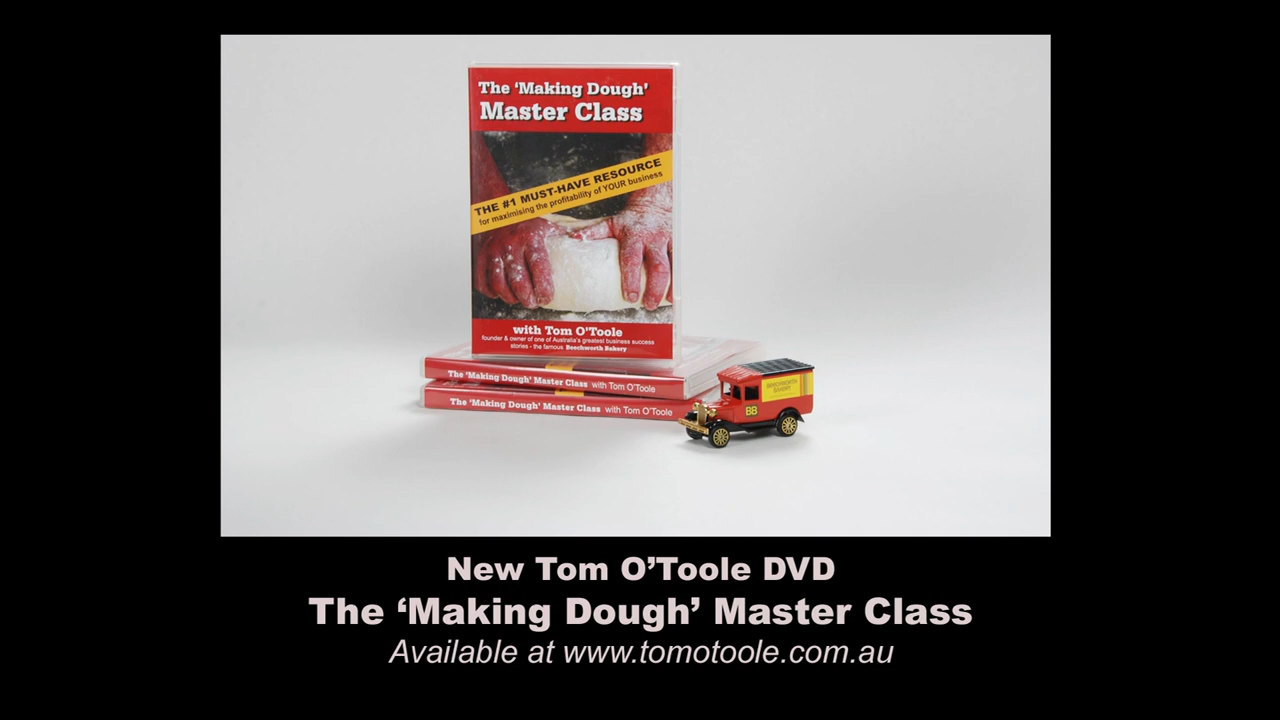 The ‘Making Dough’
Master Class
THE #1 MUST-HAVE RESOURCE
for maximising the profitability of YOUR business
with Tom O'Toole
founder & owner of one of Australia's greatest business success
stories - the famous Beechworth Bakery
The ‘Making Dough’ Master Class with Tom O'Toole
The ‘Making Dough’ Master Class with Tom O'Toole
BEECHWORTH
BAKERY
BB
New Tom O’Toole DVD
The ‘Making Dough’ Master Class
Available at www.tomotoole.com.au